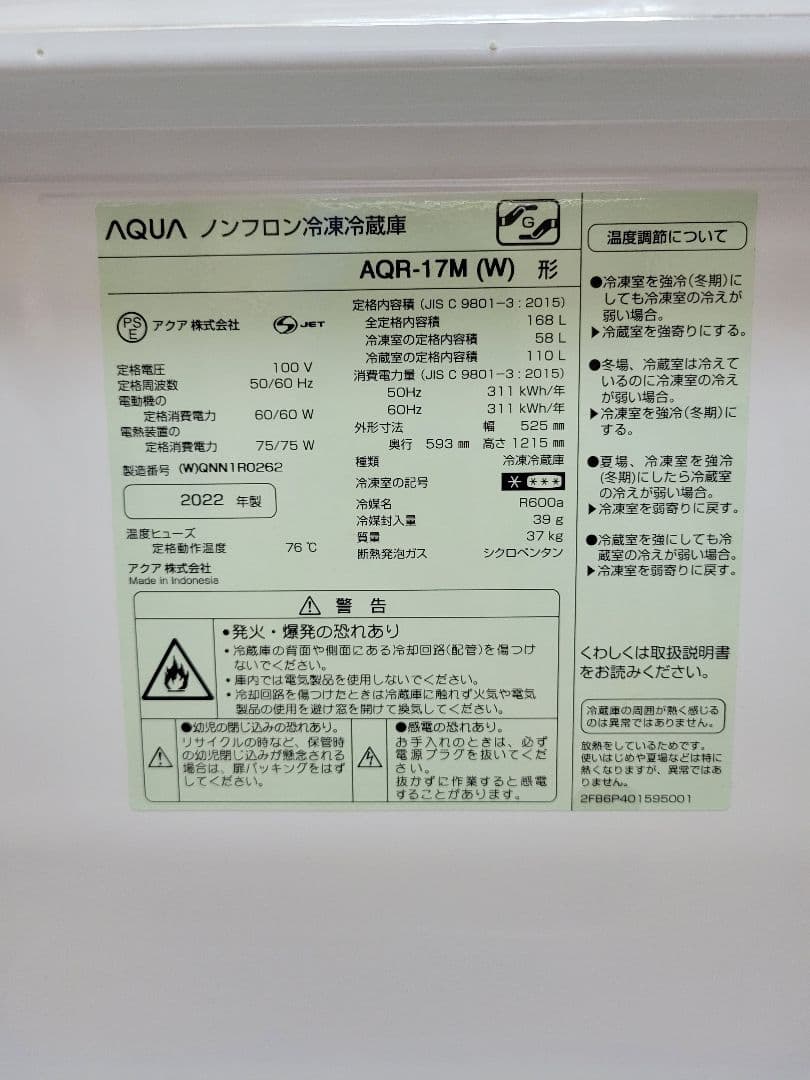 AQUA ノンフロン冷凍冷蔵庫
G
AQR-17M (W) 形
PS
E
アクア 株式会社
S JET
定格電圧 100 V
定格周波数 50/60 Hz
電動機の
定格消費電力 60/60 W
電熱装置の
定格消費電力 75/75 W
製造番号 (W)QNN1R0262
2022 年製
温度ヒューズ
定格動作温度 76 ℃
アクア 株式会社
Made in Indonesia
定格内容積 (JIS C 9801-3 : 2015)
全定格内容積 168 L
冷凍室の定格内容積 58 L
冷蔵室の定格内容積 110 L
消費電力量 (JIS C 9801-3 : 2015)
50Hz 311 kWh/年
60Hz 311 kWh/年
外形寸法 幅 525 ㎜
奥行 593 ㎜ 高さ 1215 ㎜
種類 冷凍冷蔵庫
冷凍室の記号 * ***
冷媒名 R600a
冷媒封入量 39 g
質量 37 kg
断熱発泡ガス シクロペンタン
⚠ 警 告
・発火・爆発の恐れあり
・冷蔵庫の背面や側面にある冷却回路(配管)を傷つけ
ないでください。
・庫内では電気製品を使用しないでください。
・冷却回路を傷つけたときは冷蔵庫に触れず火気や電気
製品の使用を避け窓を開けて換気してください。
●幼児の閉じ込みの恐れあり。
リサイクルの時など、保管時
の幼児閉じ込みが懸念される
場合は、扉パッキングをはず
してください。
●感電の恐れあり。
お手入れのときは、必ず
電源プラグを抜いてくだ
さい。
抜かずに作業すると感電
することがあります。
温度調節について
●冷凍室を強冷(冬期)に
しても冷凍室の冷えが
弱い場合。
▶冷蔵室を強寄りにする。
●冬場、冷蔵室は冷えて
いるのに冷凍室の冷え
が弱い場合。
▶冷凍室を強冷(冬期)に
する。
●夏場、冷凍室を強冷
(冬期)にしたら冷蔵室
の冷えが弱い場合。
▶冷凍室を弱寄りに戻す。
●冷蔵室を強にしても冷
蔵室の冷えが弱い場合。
▶冷凍室を弱寄りに戻す。
くわしくは取扱説明書
をお読みください。
冷蔵庫の周囲が熱く感じる
のは異常ではありません。
放熱をしているためです。
使いはじめや夏場などは特に
熱くなりますが、異常ではあ
りません。
2FB6P401595001